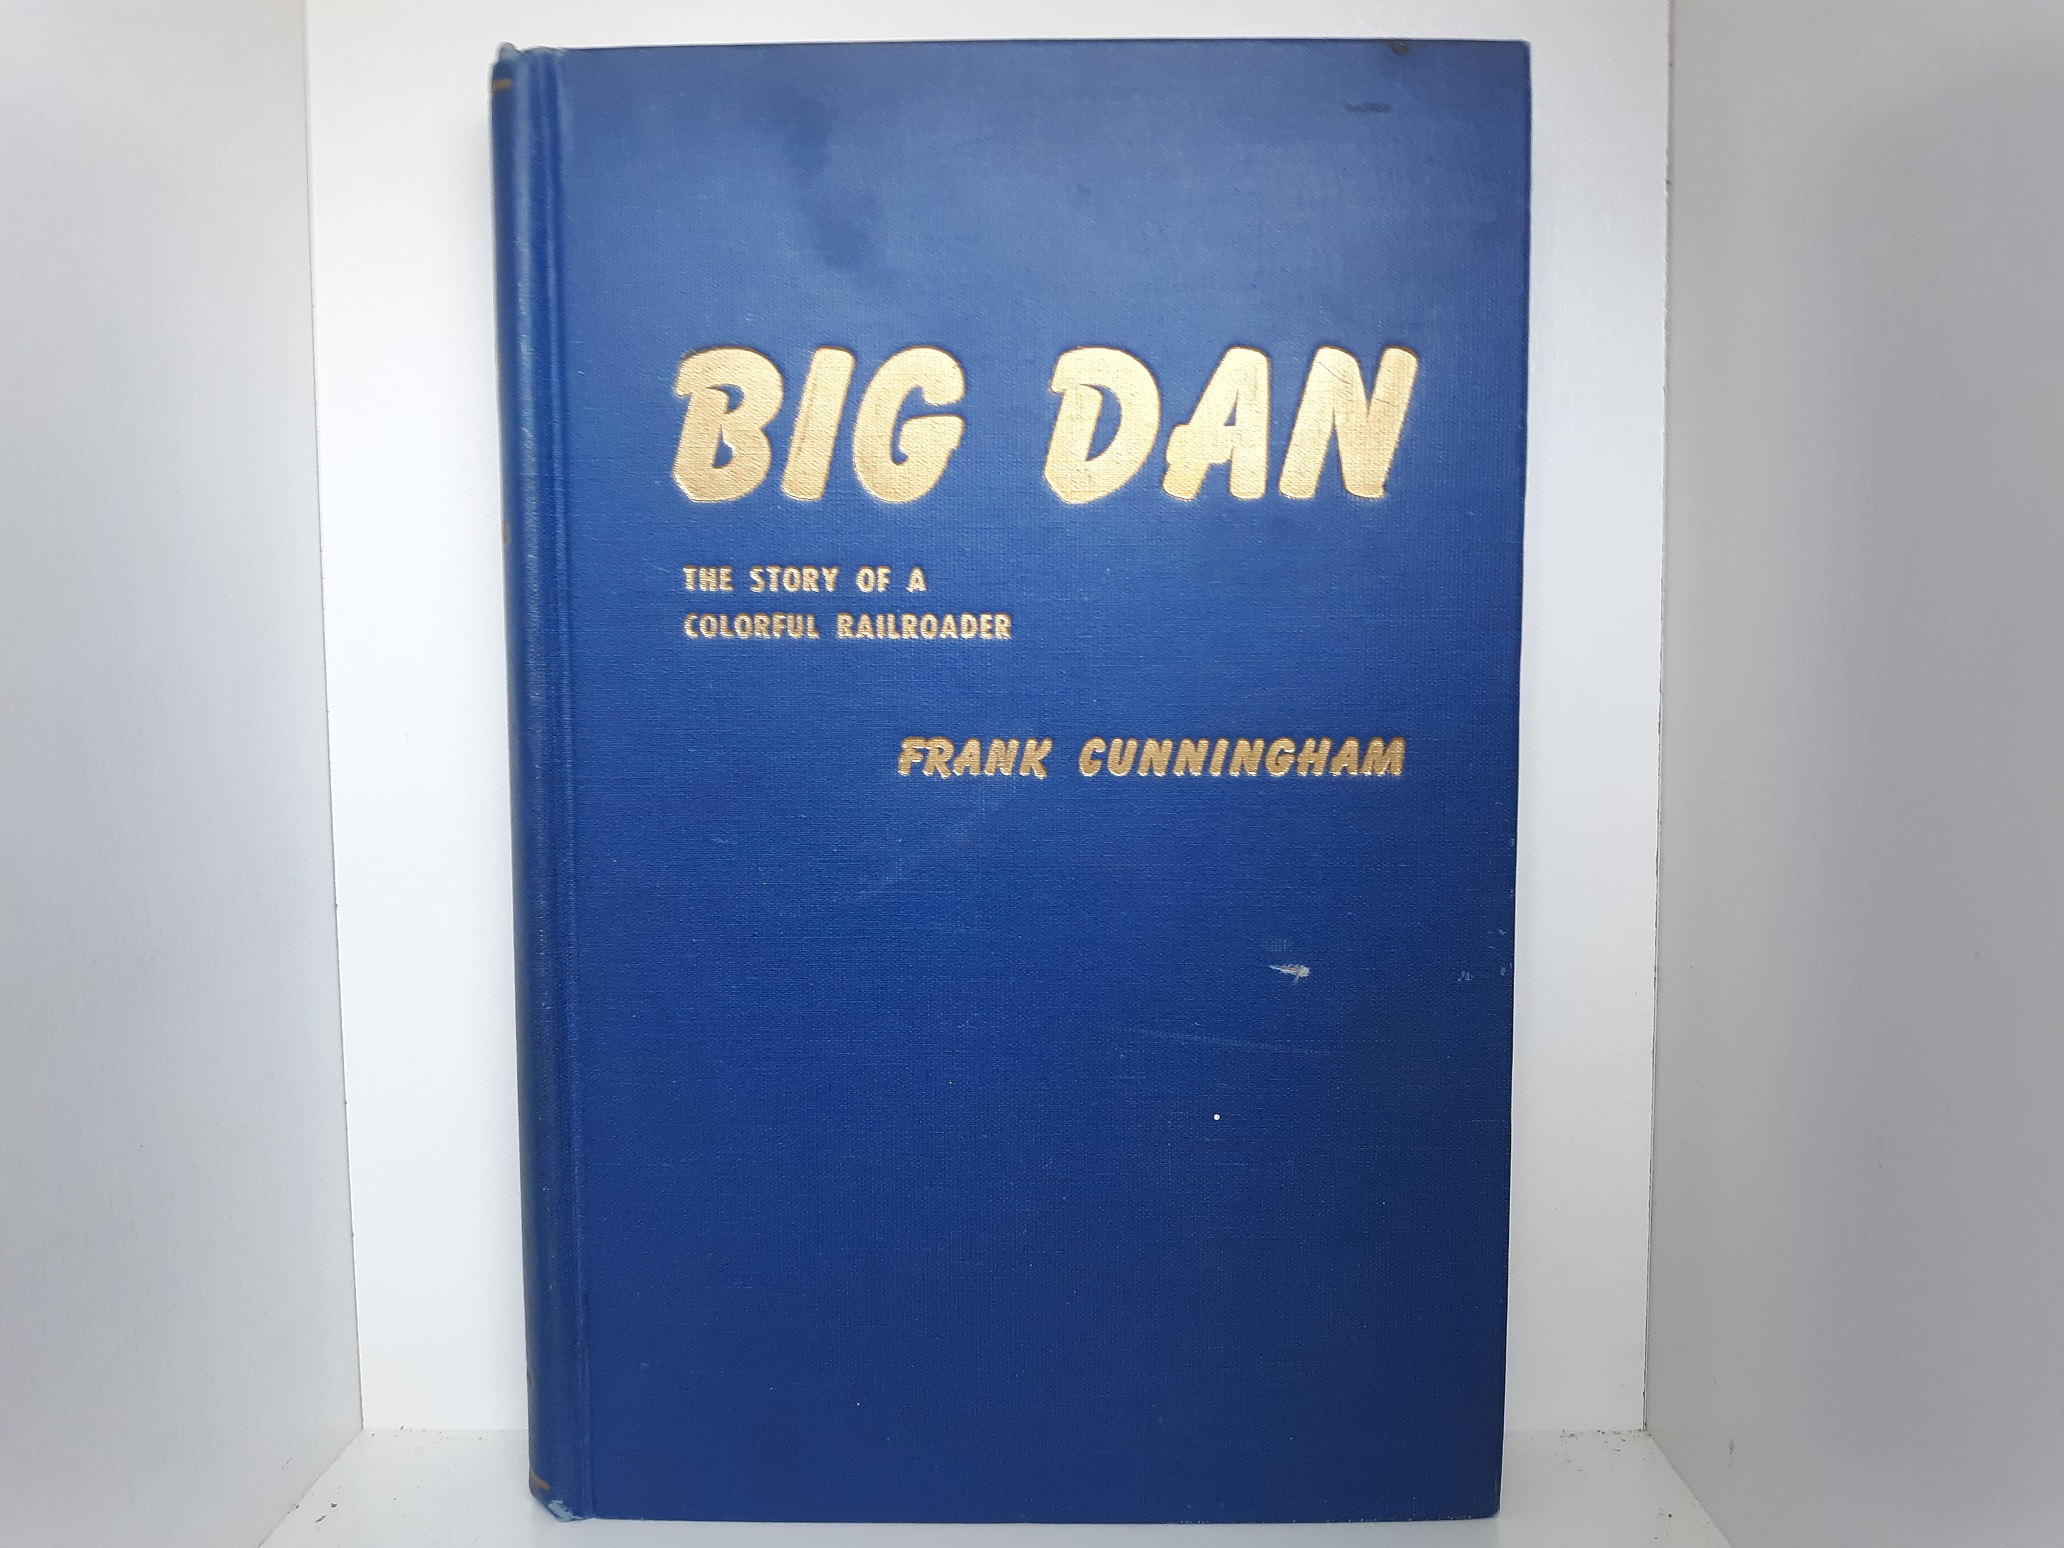 BIG DAN
THE STORY OF A
COLORFUL RAILROADER
FRANK CUNNINGHAM